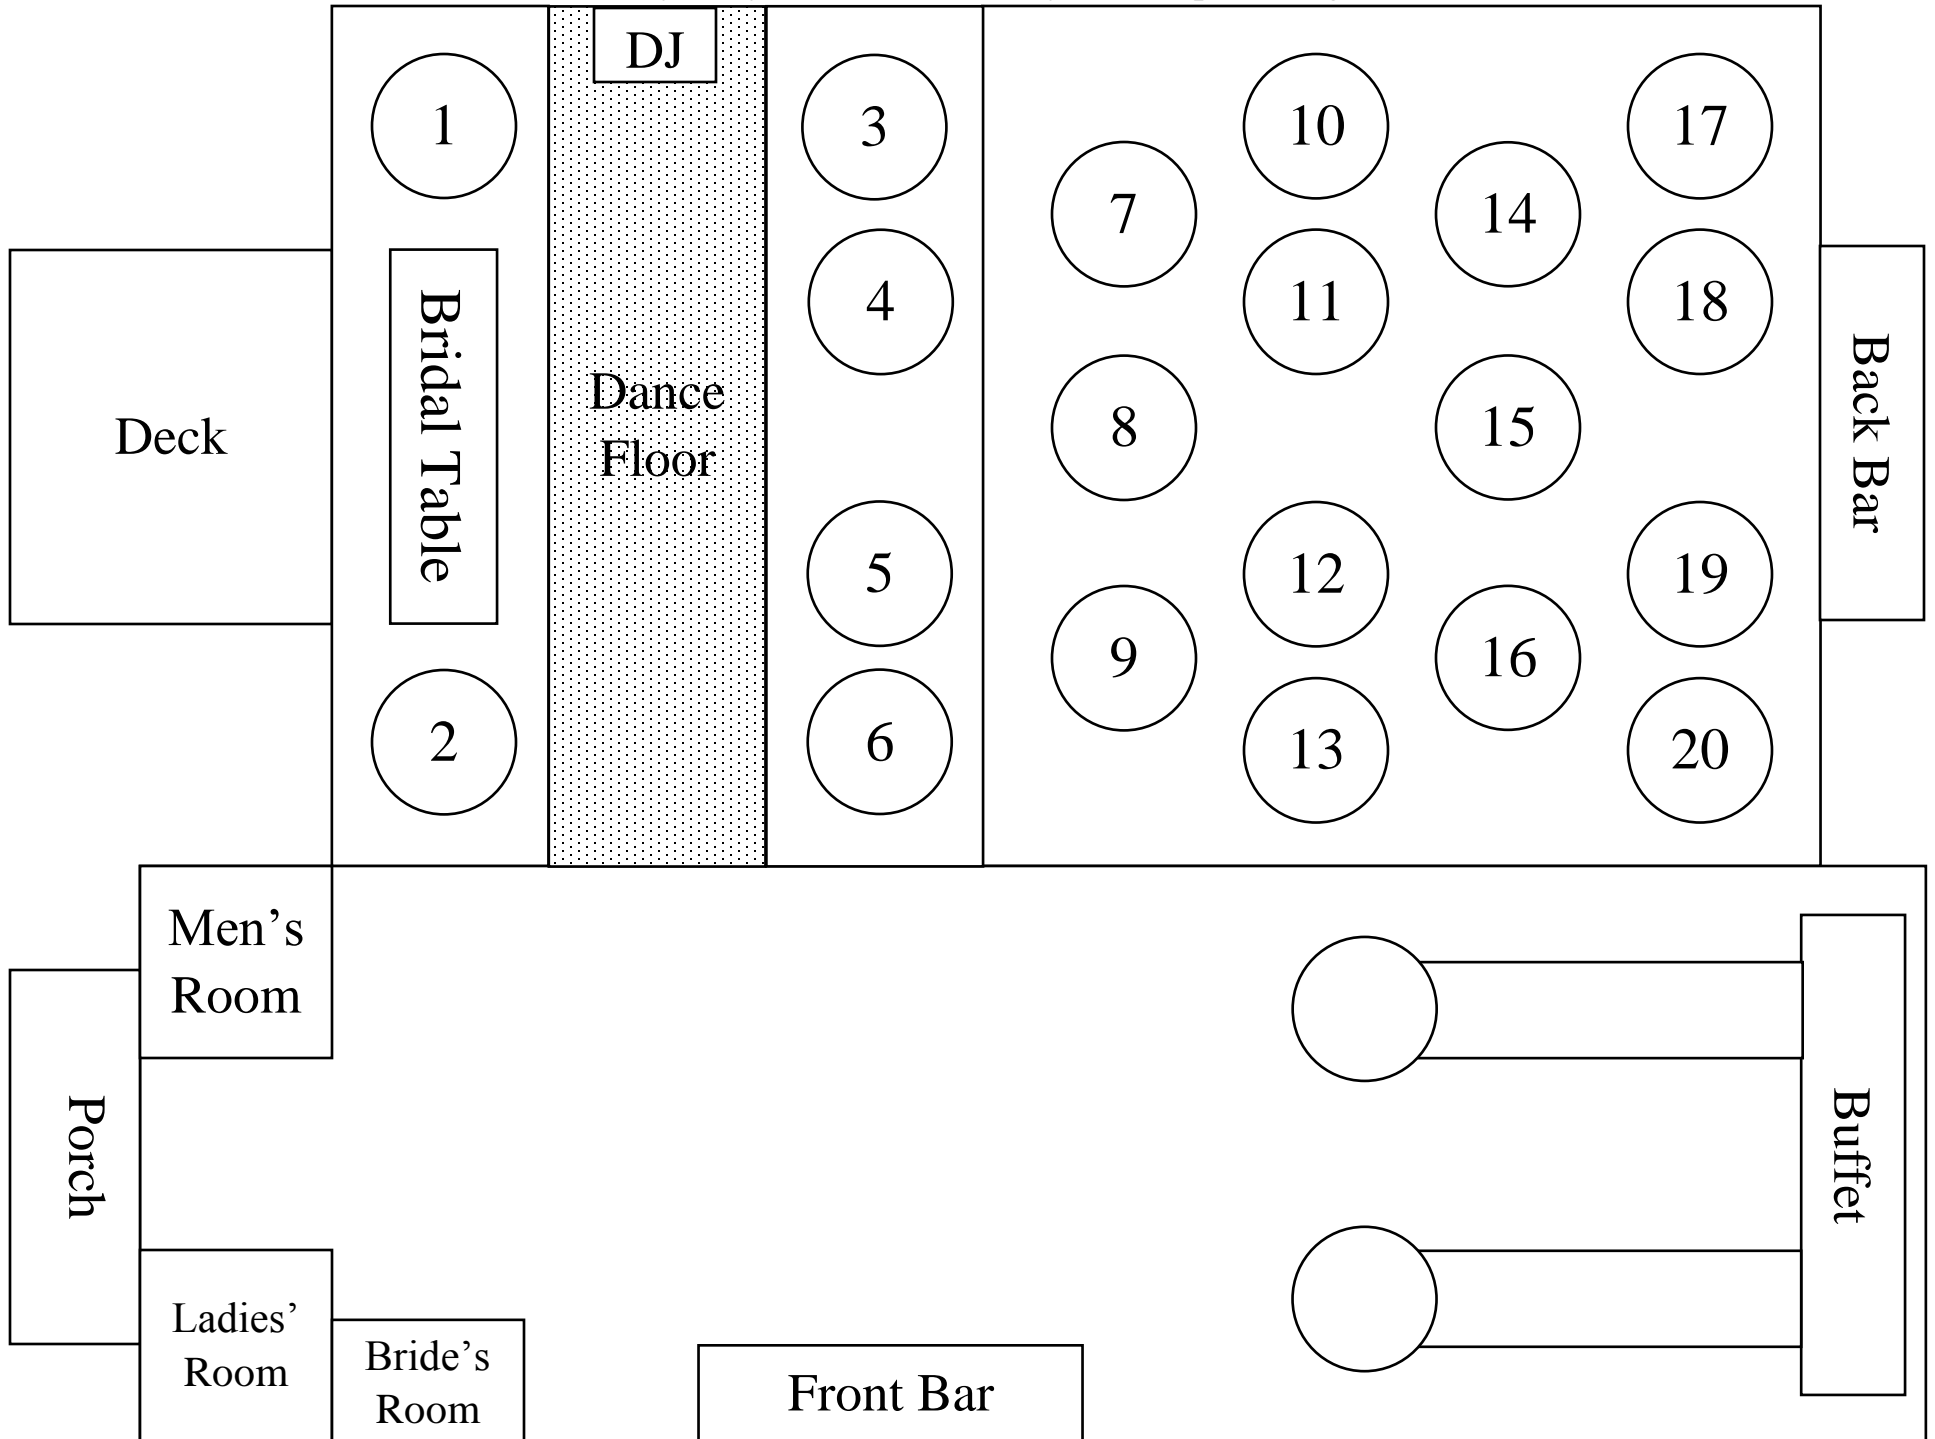 DJ
1
3
10
17
7
14
4
11
18
Bridal Table
Back Bar
Deck
Dance
Floor
8
15
5
12
19
9
16
2
6
13
20
Men’s
Room
Porch
Buffet
Ladies’
Room
Bride’s
Room
Front Bar